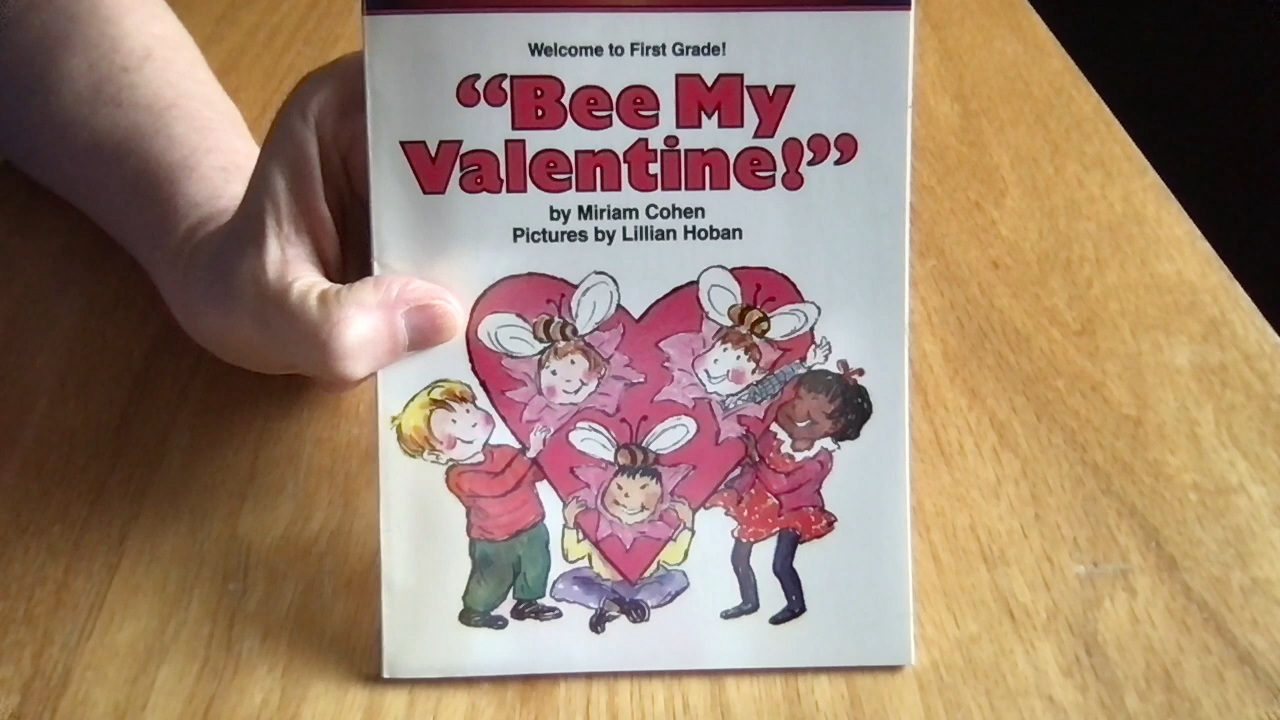 Welcome to First Grade!
“Bee My
Valentine!”
by Miriam Cohen
Pictures by Lillian Hoban